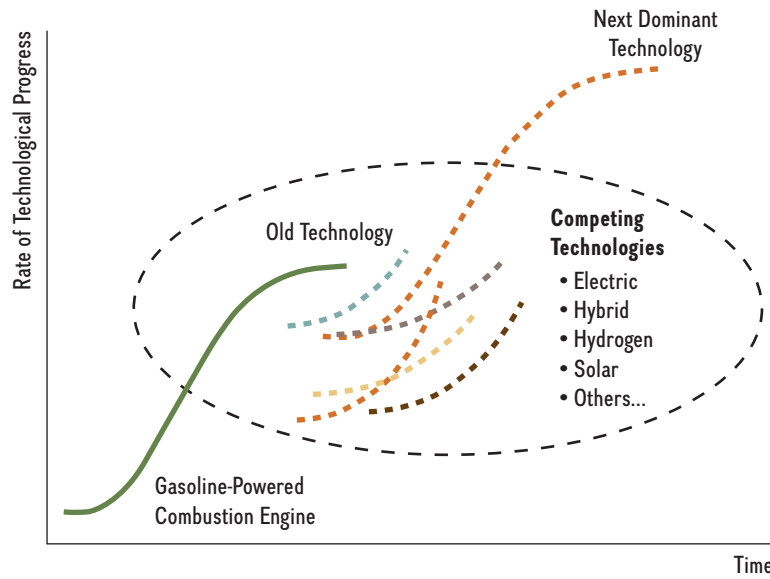 Next Dominant
Technology
Rate of Technological Progress
Old Technology
Competing
Technologies
• Electric
• Hybrid
• Hydrogen
• Solar
• Others...
Gasoline-Powered
Combustion Engine
Time